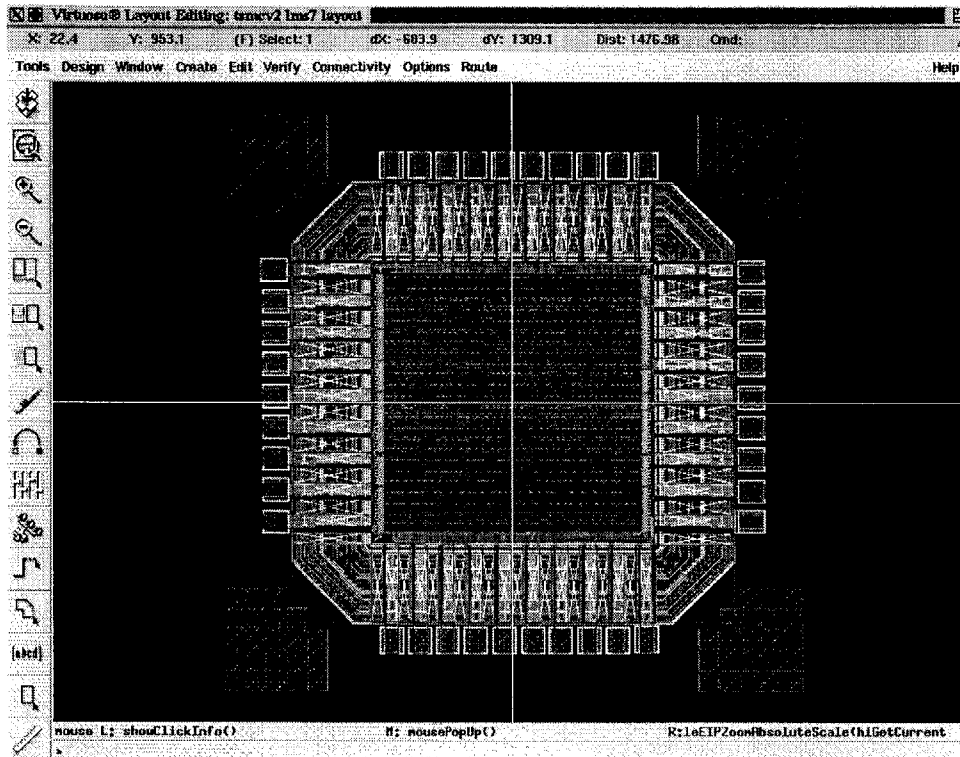 Virtuoso® Layout Editing: tsmcv2 lms7 layout
X: 22.4 Y: 953.1 (F) Select: 1 dX: -603.9 dY: 1309.1 Dist: 1476.98 Cmd:
Tools Design Window Create Edit Verify Connectivity Options Route Help
[abcd]
mouse L: showClickInfo() M: mousePopUp() R:leEIPZoomAbsoluteScale(hiGetCurrent
>